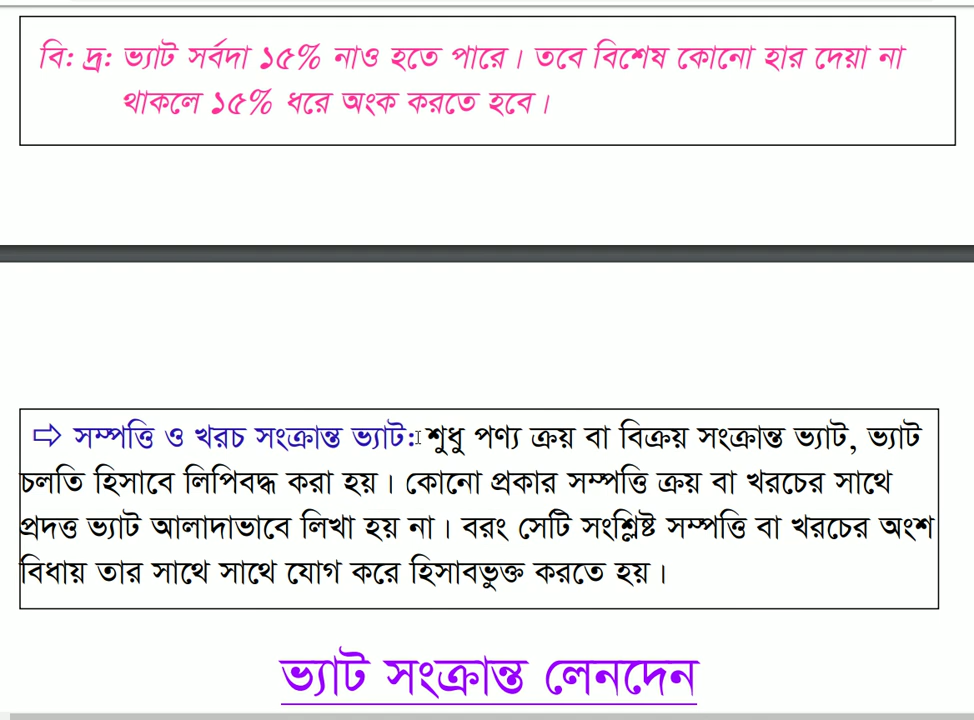 বি: দ্র: ভ্যাট সর্বদা ১৫% নাও হতে পারে। তবে বিশেষ কোনো হার দেয়া না
থাকলে ১৫% ধরে অংক করতে হবে।
⇨ সম্পত্তি ও খরচ সংক্রান্ত ভ্যাট: শুধু পণ্য ক্রয় বা বিক্রয় সংক্রান্ত ভ্যাট, ভ্যাট
চলতি হিসাবে লিপিবদ্ধ করা হয়। কোনো প্রকার সম্পত্তি ক্রয় বা খরচের সাথে
প্রদত্ত ভ্যাট আলাদাভাবে লিখা হয় না। বরং সেটি সংশ্লিষ্ট সম্পত্তি বা খরচের অংশ
বিধায় তার সাথে সাথে যোগ করে হিসাবভুক্ত করতে হয়।
ভ্যাট সংক্রান্ত লেনদেন